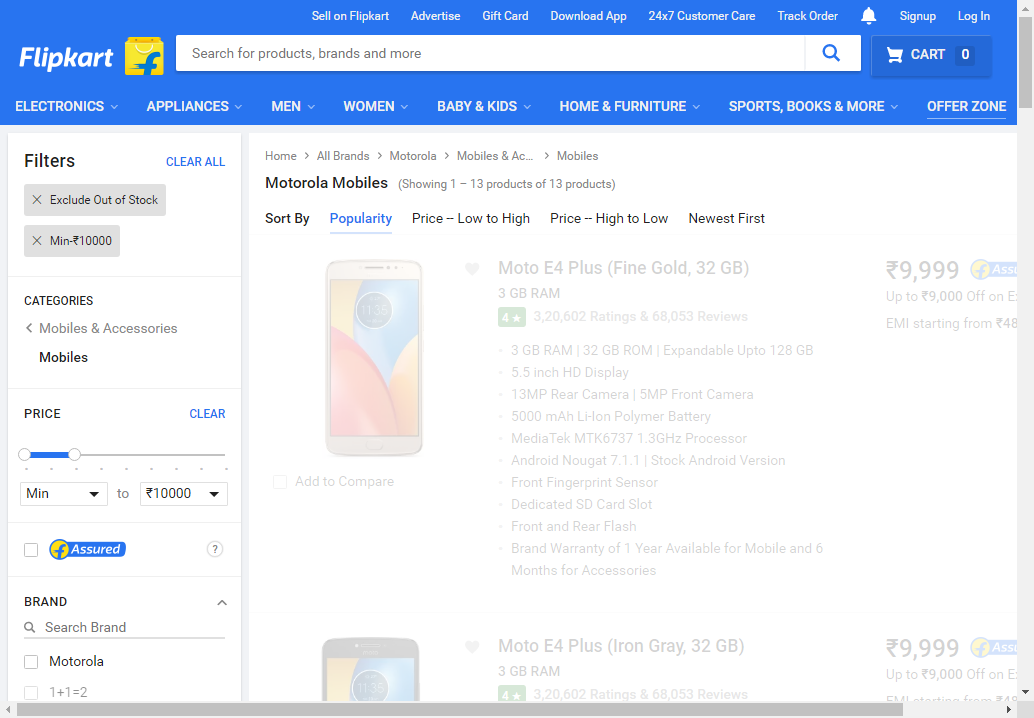 Sell on Flipkart Advertise Gift Card Download App 24x7 Customer Care Track Order Signup Log In
Flipkart Search for products, brands and more CART 0
ELECTRONICS APPLIANCES MEN WOMEN BABY & KIDS HOME & FURNITURE SPORTS, BOOKS & MORE OFFER ZONE
Filters CLEAR ALL
Exclude Out of Stock
Min-₹10000
CATEGORIES
Mobiles & Accessories
Mobiles
PRICE CLEAR
Min to ₹10000
Assured ?
BRAND
Search Brand
Motorola
1+1=2
Home All Brands Motorola Mobiles & Ac... Mobiles
Motorola Mobiles (Showing 1 – 13 products of 13 products)
Sort By Popularity Price -- Low to High Price -- High to Low Newest First
Moto E4 Plus (Fine Gold, 32 GB)
3 GB RAM
4★ 3,20,602 Ratings & 68,053 Reviews
3 GB RAM | 32 GB ROM | Expandable Upto 128 GB
5.5 inch HD Display
13MP Rear Camera | 5MP Front Camera
5000 mAh Li-Ion Polymer Battery
MediaTek MTK6737 1.3GHz Processor
Android Nougat 7.1.1 | Stock Android Version
Front Fingerprint Sensor
Dedicated SD Card Slot
Front and Rear Flash
Brand Warranty of 1 Year Available for Mobile and 6
Months for Accessories
₹9,999 Assu
Up to ₹9,000 Off on E
EMI starting from ₹48
11:35
Add to Compare
Moto E4 Plus (Iron Gray, 32 GB)
3 GB RAM
4★ 3,20,602 Ratings & 68,053 Reviews
₹9,999 Assu
Up to ₹9,000 Off on E
11:35